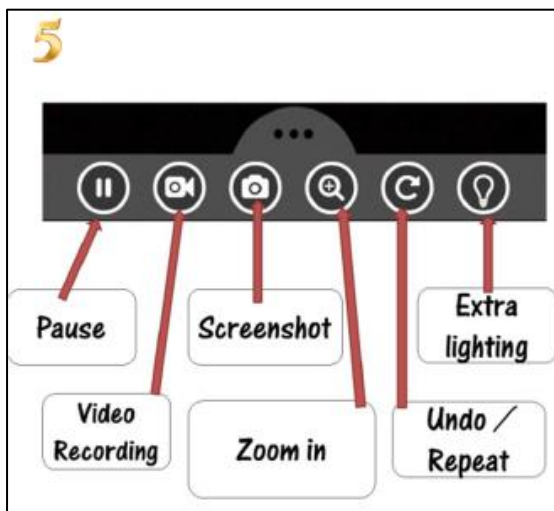 5
Pause
Screenshot
Extra
lighting
Video
Recording
Zoom in
Undo /
Repeat